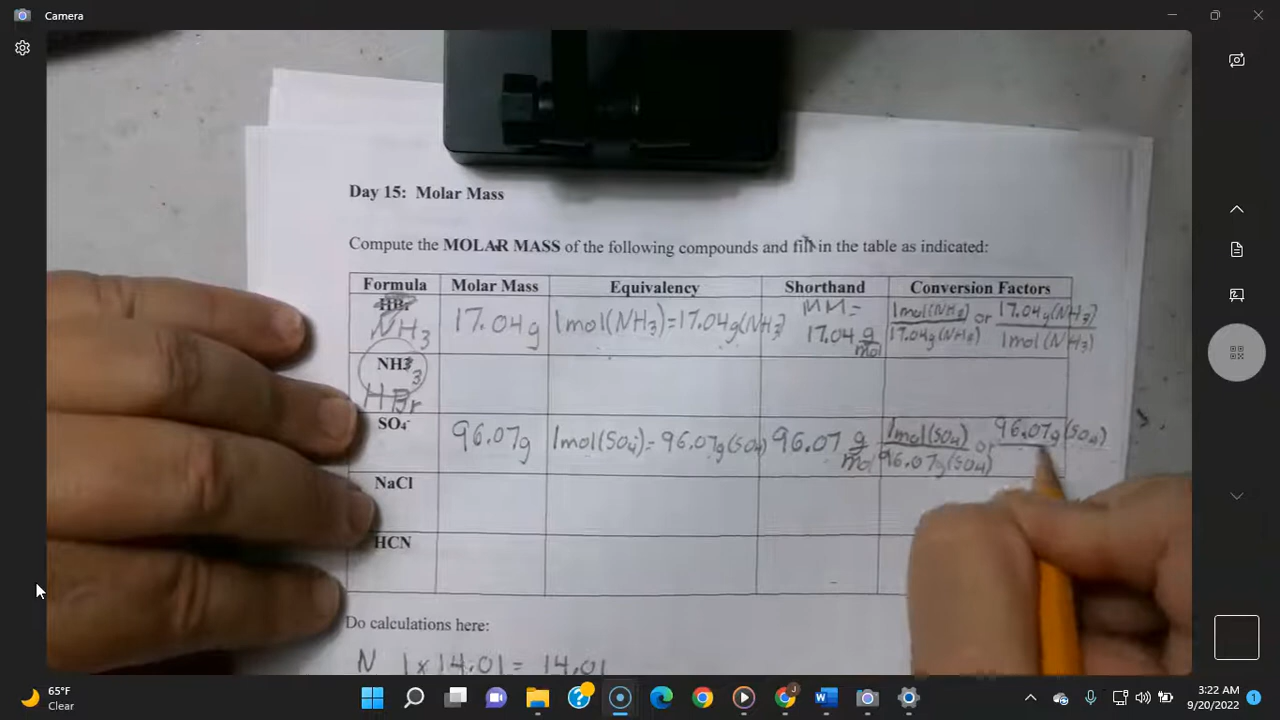 Camera
Day 15: Molar Mass
Compute the MOLAR MASS of the following compounds and fill in the table as indicated:
Formula Molar Mass Equivalency Shorthand Conversion Factors
HBr NH3 17.04g 1mol(NH3)=17.04g(NH3) MM= 17.04 g/mol 1mol(NH3)/17.04g(NH3) or 17.04g(NH3)/1mol(NH3)
NH3 3
HBr
SO4- 96.07g 1mol(SO4)=96.07g(SO4) 96.07 g/mol 1mol(SO4)/96.07g(SO4) or 96.07g(SO4)
NaCl
HCN
Do calculations here:
N 1x14.01= 14.01
65°F
Clear
3:22 AM
9/20/2022
1